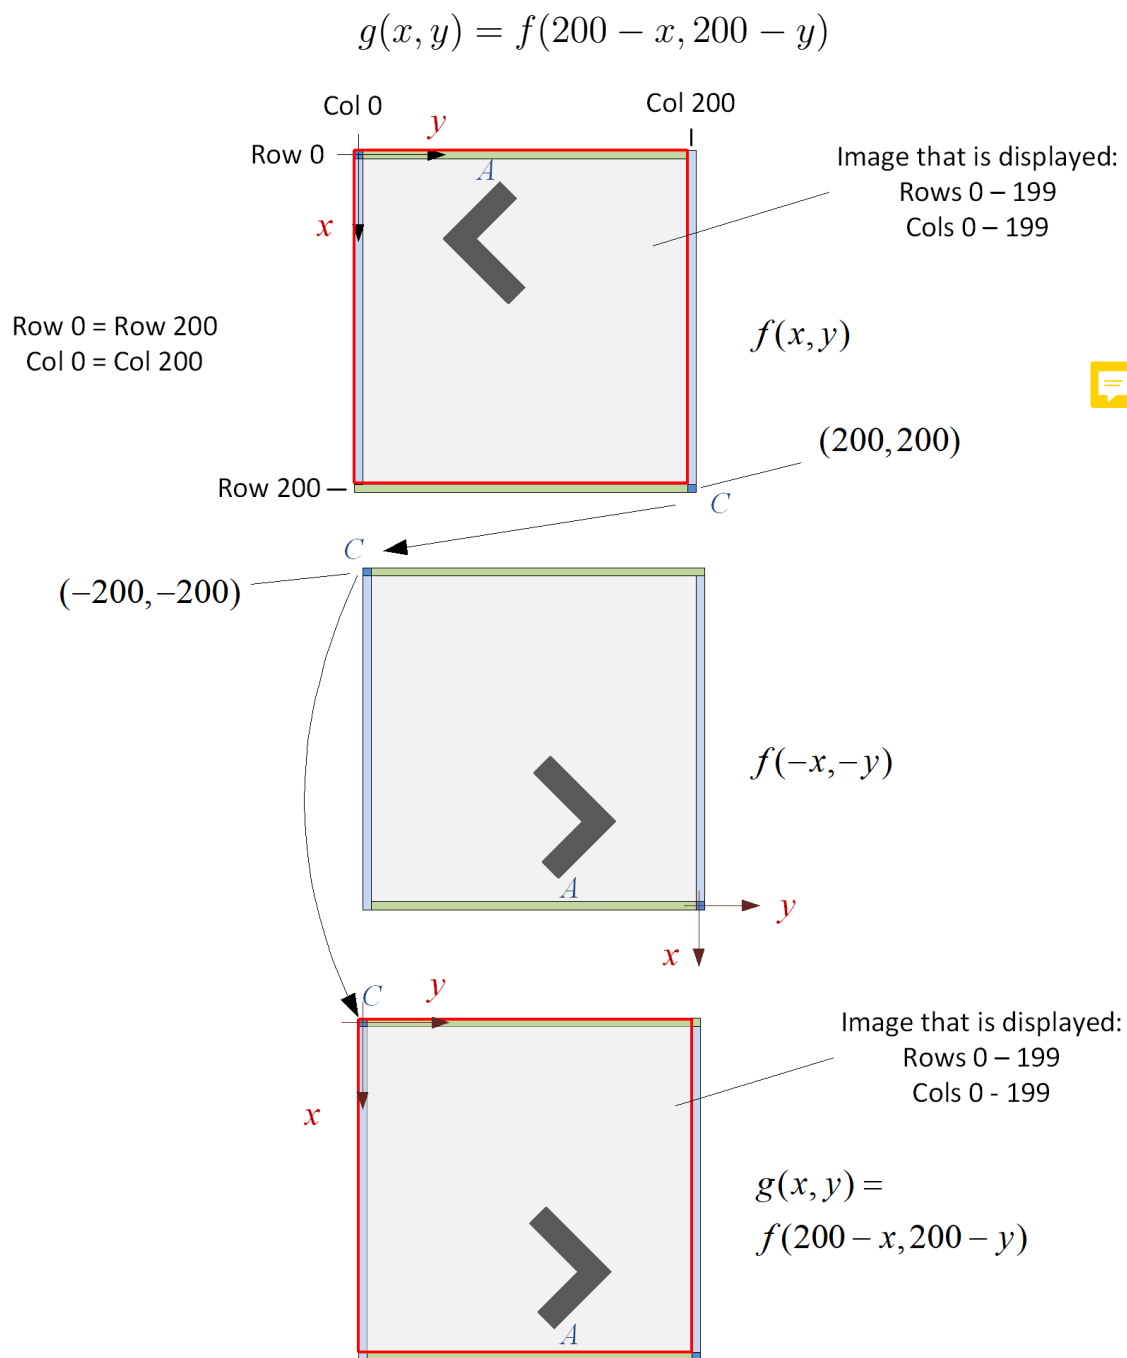 g(x, y) = f(200 − x, 200 − y)
Col 0
Col 200
y
Row 0
A
x
Image that is displayed:
Rows 0 – 199
Cols 0 – 199
Row 0 = Row 200
Col 0 = Col 200
f(x, y)
(200, 200)
Row 200
C
C
(−200, −200)
f(−x, −y)
A
y
x
C
y
Image that is displayed:
Rows 0 – 199
Cols 0 - 199
x
g(x, y) =
f(200 − x, 200 − y)
A